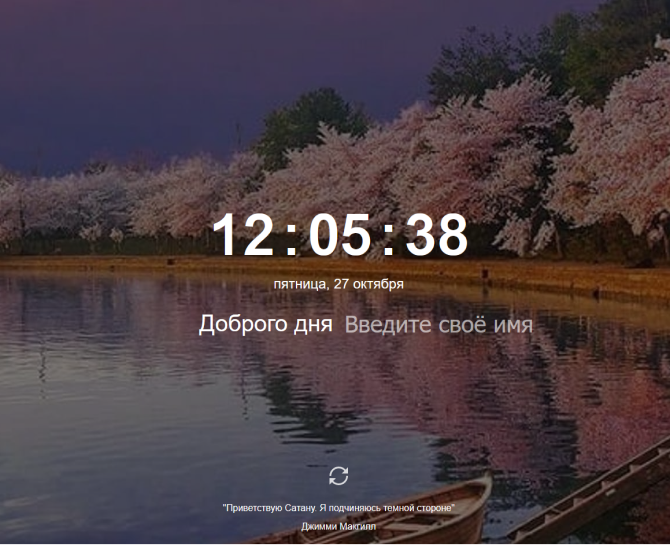 12:05:38
пятница, 27 октября
Доброго дня Введите своё имя
"Приветствую Сатану. Я подчиняюсь темной стороне"
Джимми Макгилл